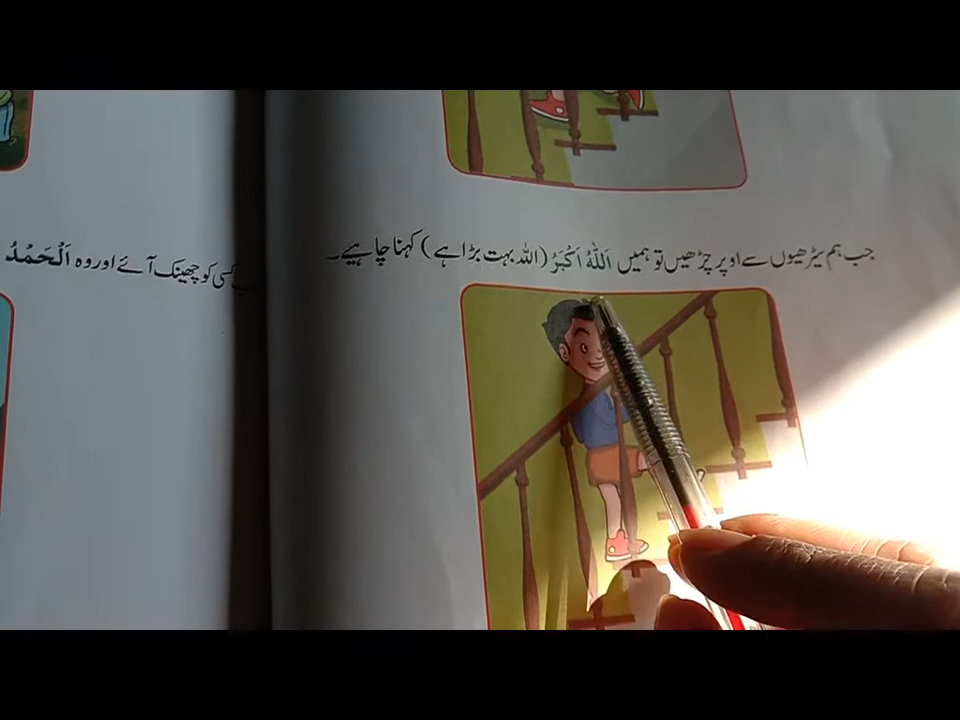 جب ہم سیڑھیوں سے اوپر چڑھیں تو ہمیں اَللّٰهُ اَكْبَرُ (اللہ بہت بڑا ہے) کہنا چاہیے۔
کسی کو چھینک آئے اور وہ اَلْحَمْدُ